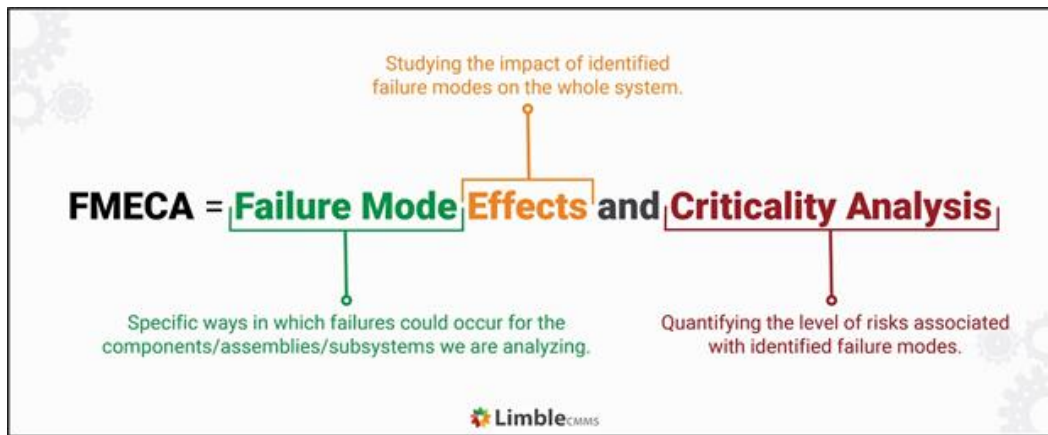 Studying the impact of identified
failure modes on the whole system.
FMECA = Failure Mode Effects and Criticality Analysis
Specific ways in which failures could occur for the
components/assemblies/subsystems we are analyzing.
Quantifying the level of risks associated
with identified failure modes.
Limble CMMS